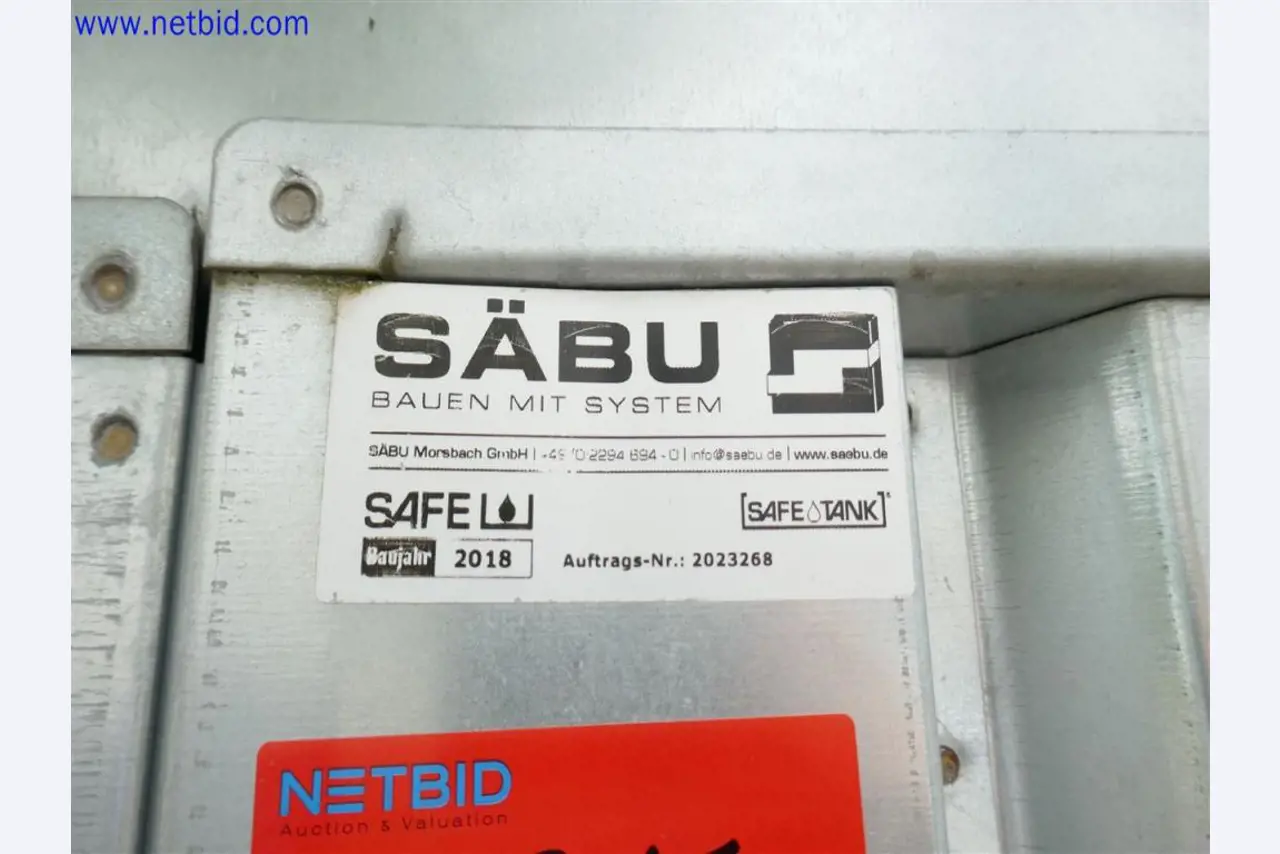 www.netbid.com
SÄBU
BAUEN MIT SYSTEM
SÄBU Morsbach GmbH | +49 (0) 2294 694 - 0 | info@saebu.de | www.saebu.de
SAFE
[SAFE TANK]
Baujahr 2018 Auftrags-Nr.: 2023268
NETBID
Auction & Valuation